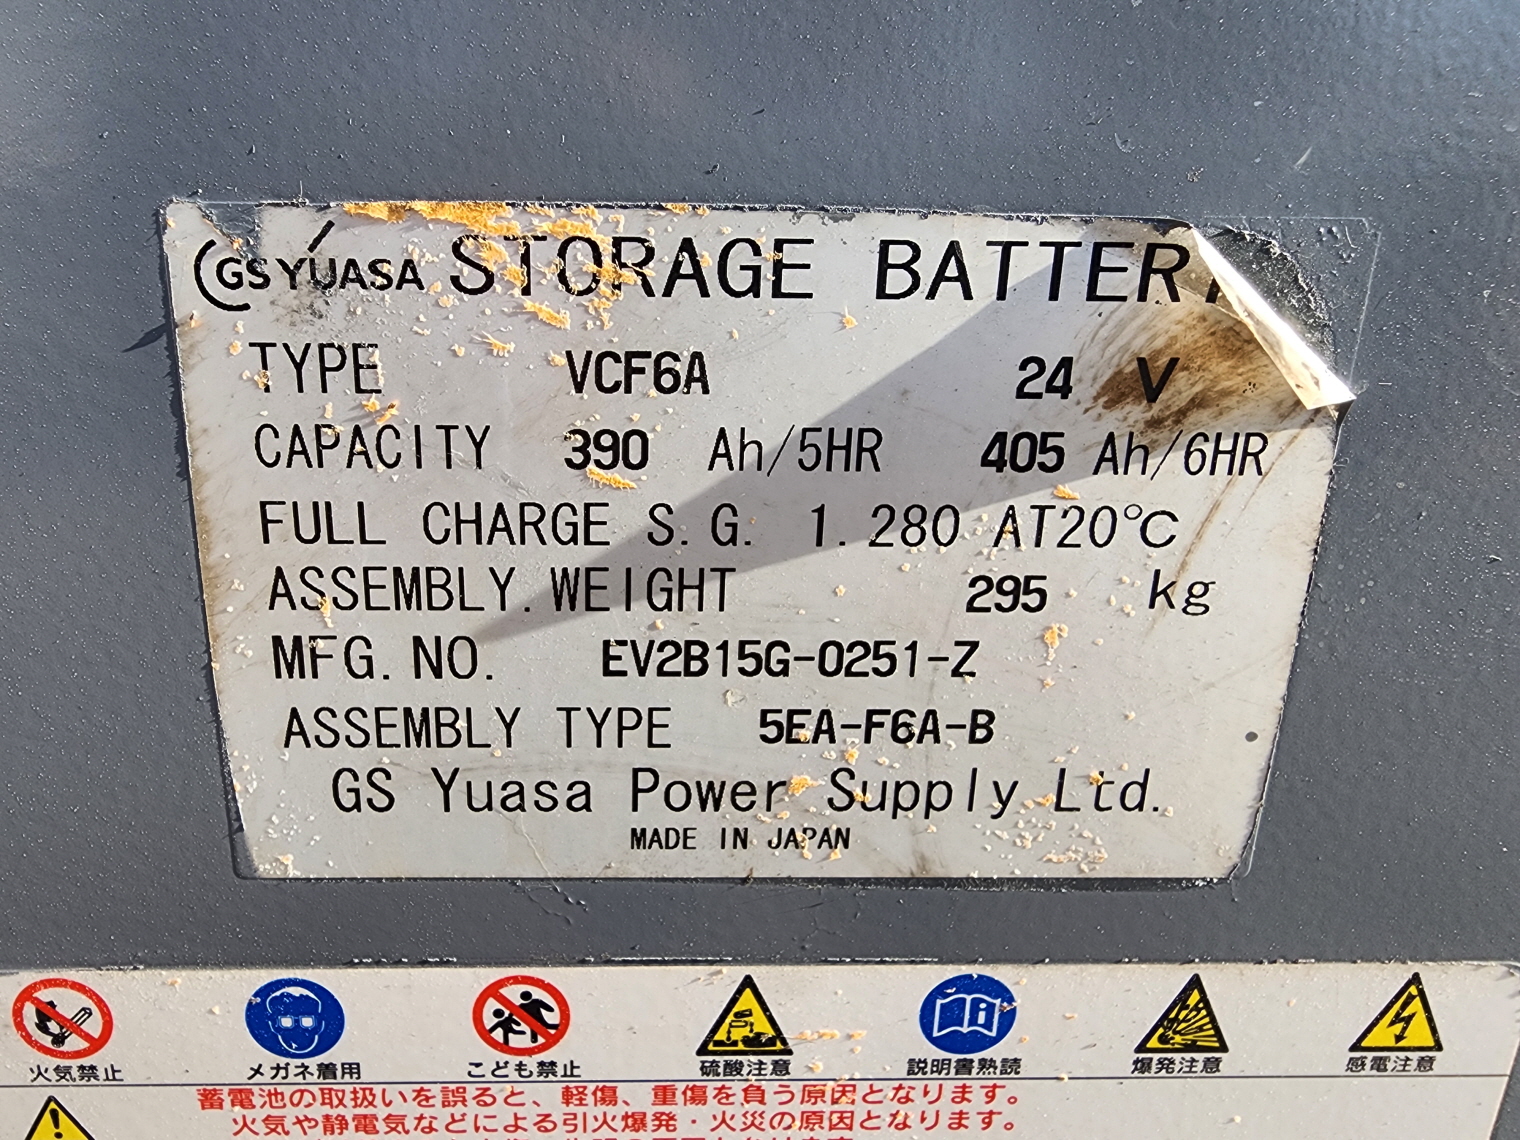 GS YUASA STORAGE BATTERY
TYPE VCF6A 24 V
CAPACITY 390 Ah/5HR 405 Ah/6HR
FULL CHARGE S.G. 1.280 AT20℃
ASSEMBLY.WEIGHT 295 kg
MFG.NO. EV2B15G-0251-Z
ASSEMBLY TYPE 5EA-F6A-B
GS Yuasa Power Supply Ltd.
MADE IN JAPAN
火気禁止 メガネ着用 こども禁止 硫酸注意 説明書熟読 爆発注意 感電注意
蓄電池の取扱いを誤ると、軽傷、重傷を負う原因となります。
火気や静電気などによる引火爆発・火災の原因となります。